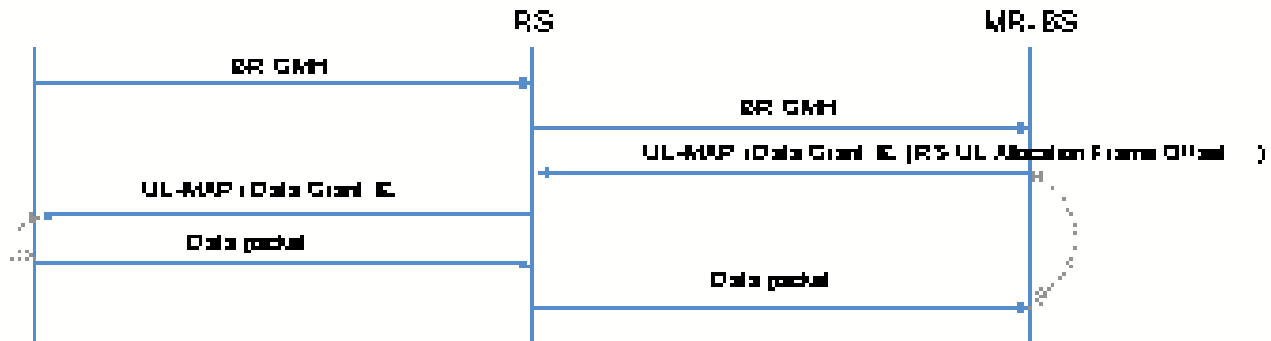 RS
MR-BS
BR GMH
BR GMH
UL-MAP (Data Grant IE (RS UL Allocation Frame Offset )
UL-MAP (Data Grant IE
Data packet
Data packet